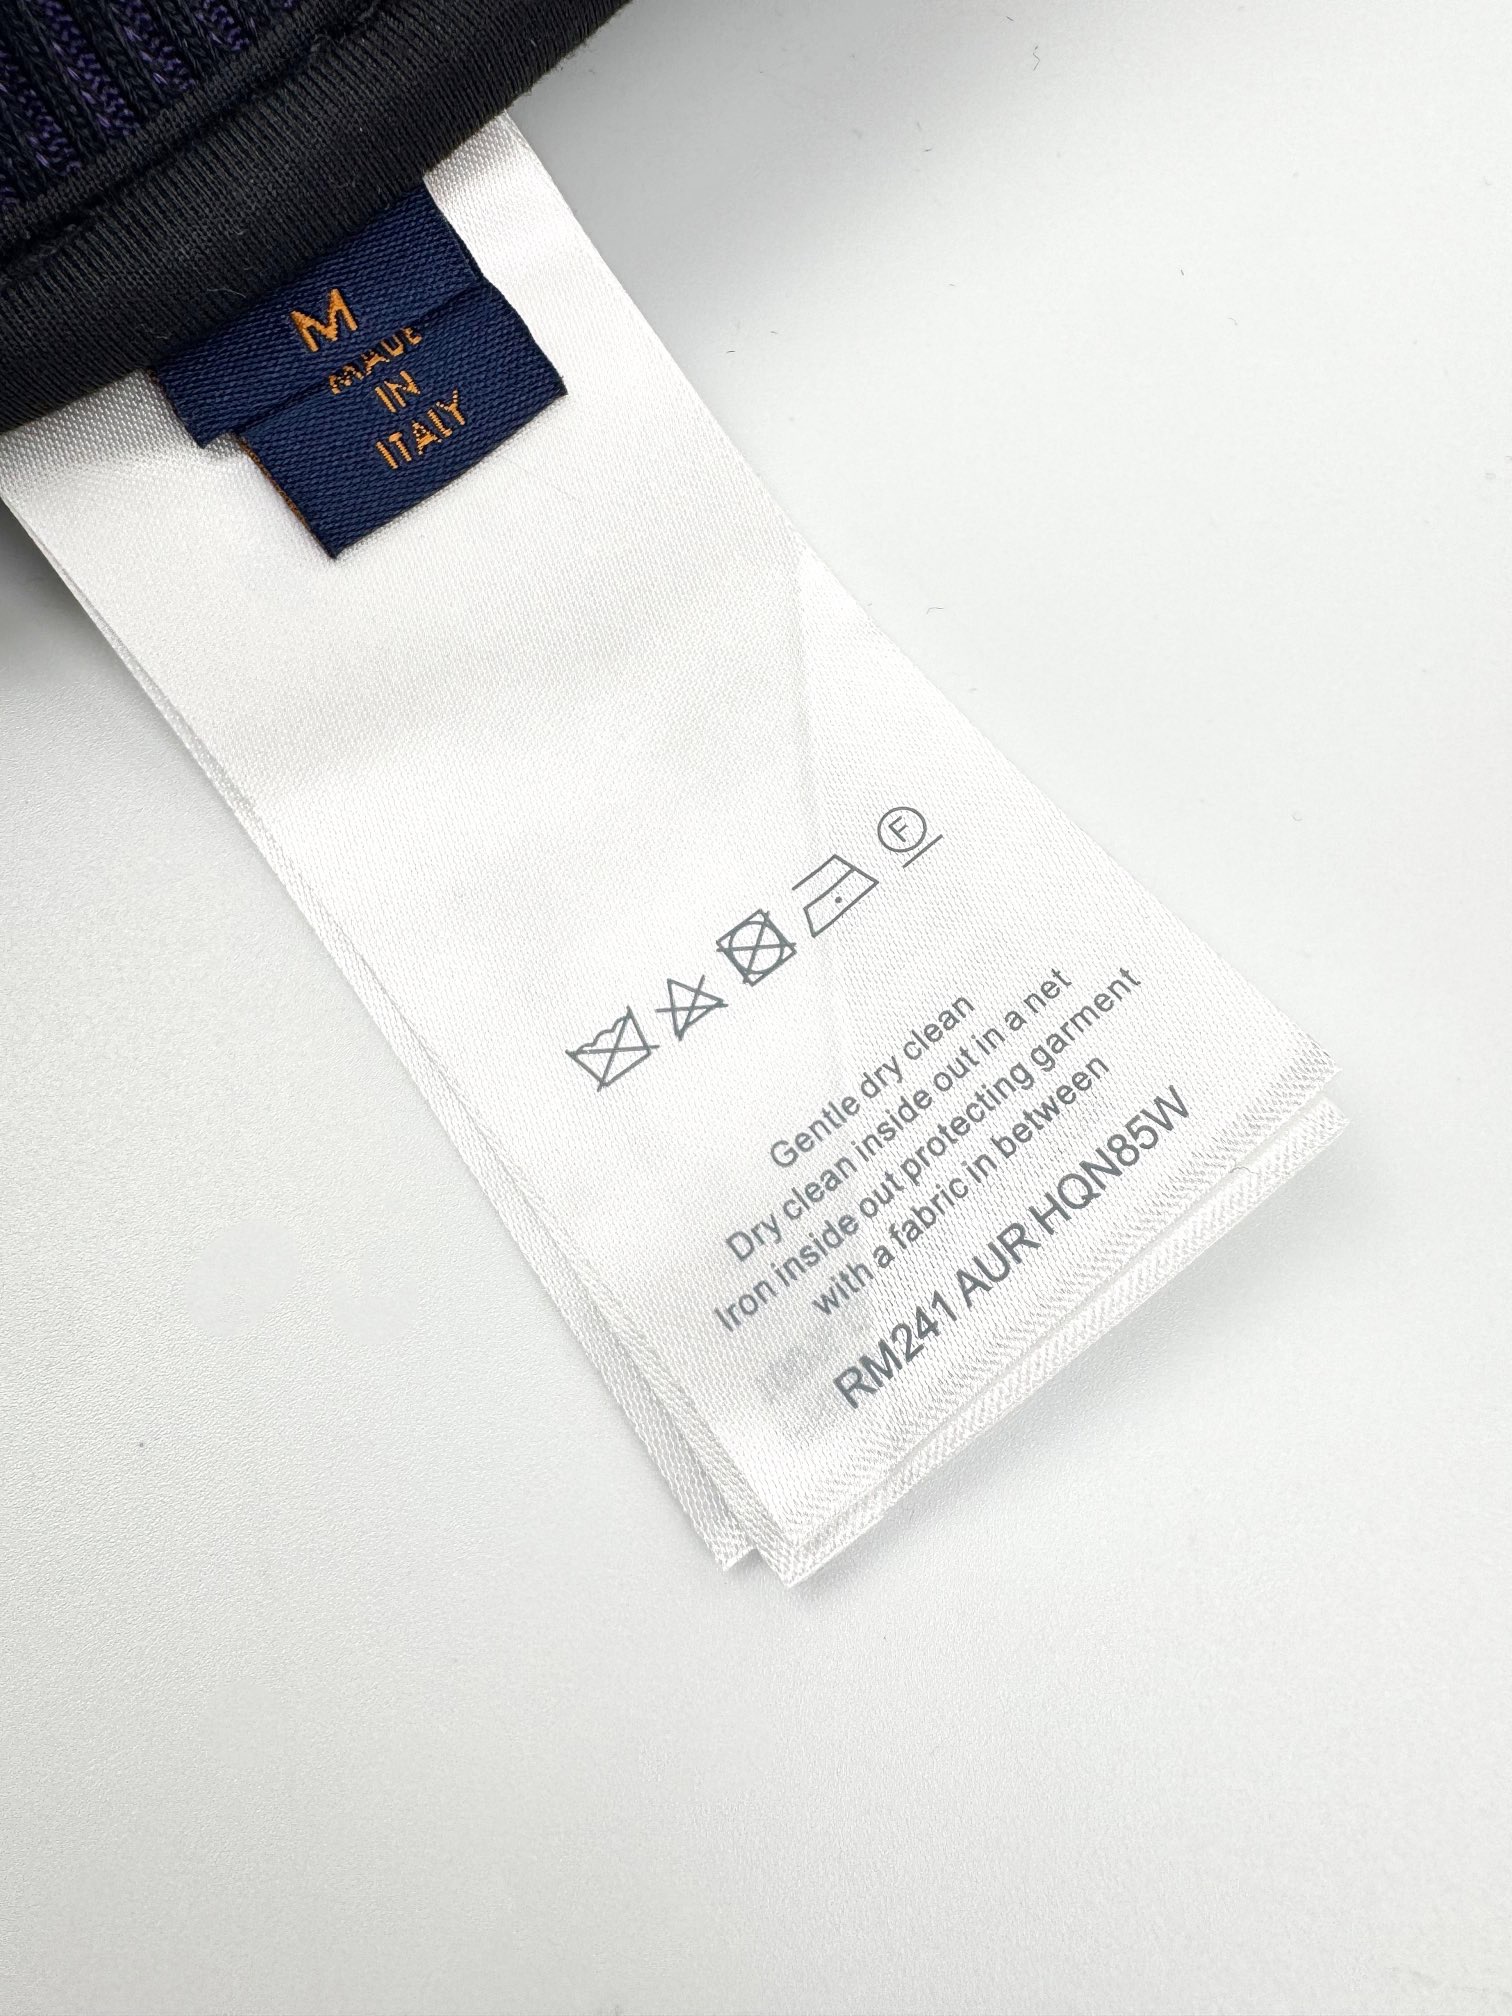 M
MADE
IN
ITALY
F
Gentle dry clean
Dry clean inside out in a net
Iron inside out protecting garment
with a fabric in between
RM241 AUR HQN85W